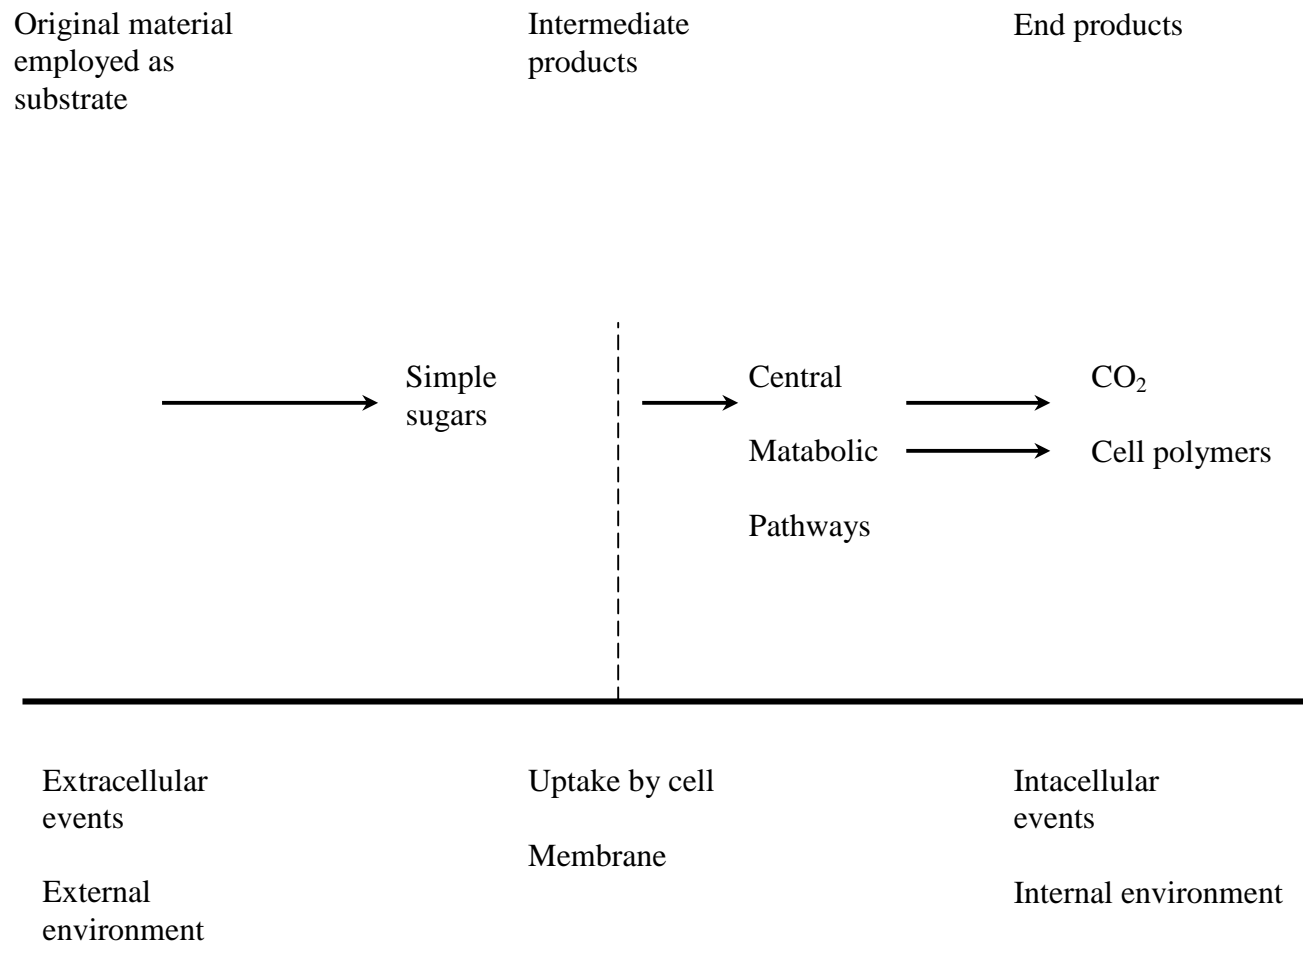 Original material
employed as
substrate
Intermediate
products
End products
Simple
sugars
Central
Matabolic
Pathways
CO₂
Cell polymers
Extracellular
events
External
environment
Uptake by cell
Membrane
Intacellular
events
Internal environment